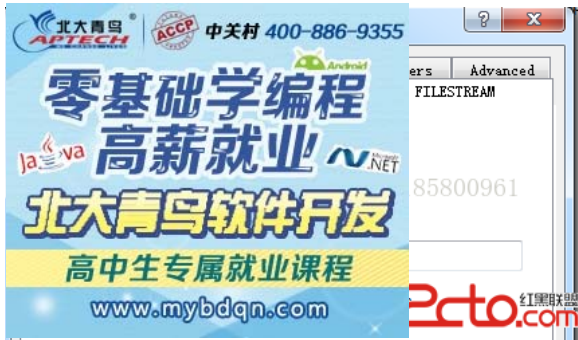 北大青鸟
APTECH
ACCP
中关村 400-886-9355
Android
零基础学编程
Java
高薪就业
.NET
北大青鸟软件开发
高中生专属就业课程
www.mybdqn.com
?
X
ers
Advanced
FILESTREAM
85800961
2cto.com
红黑联盟